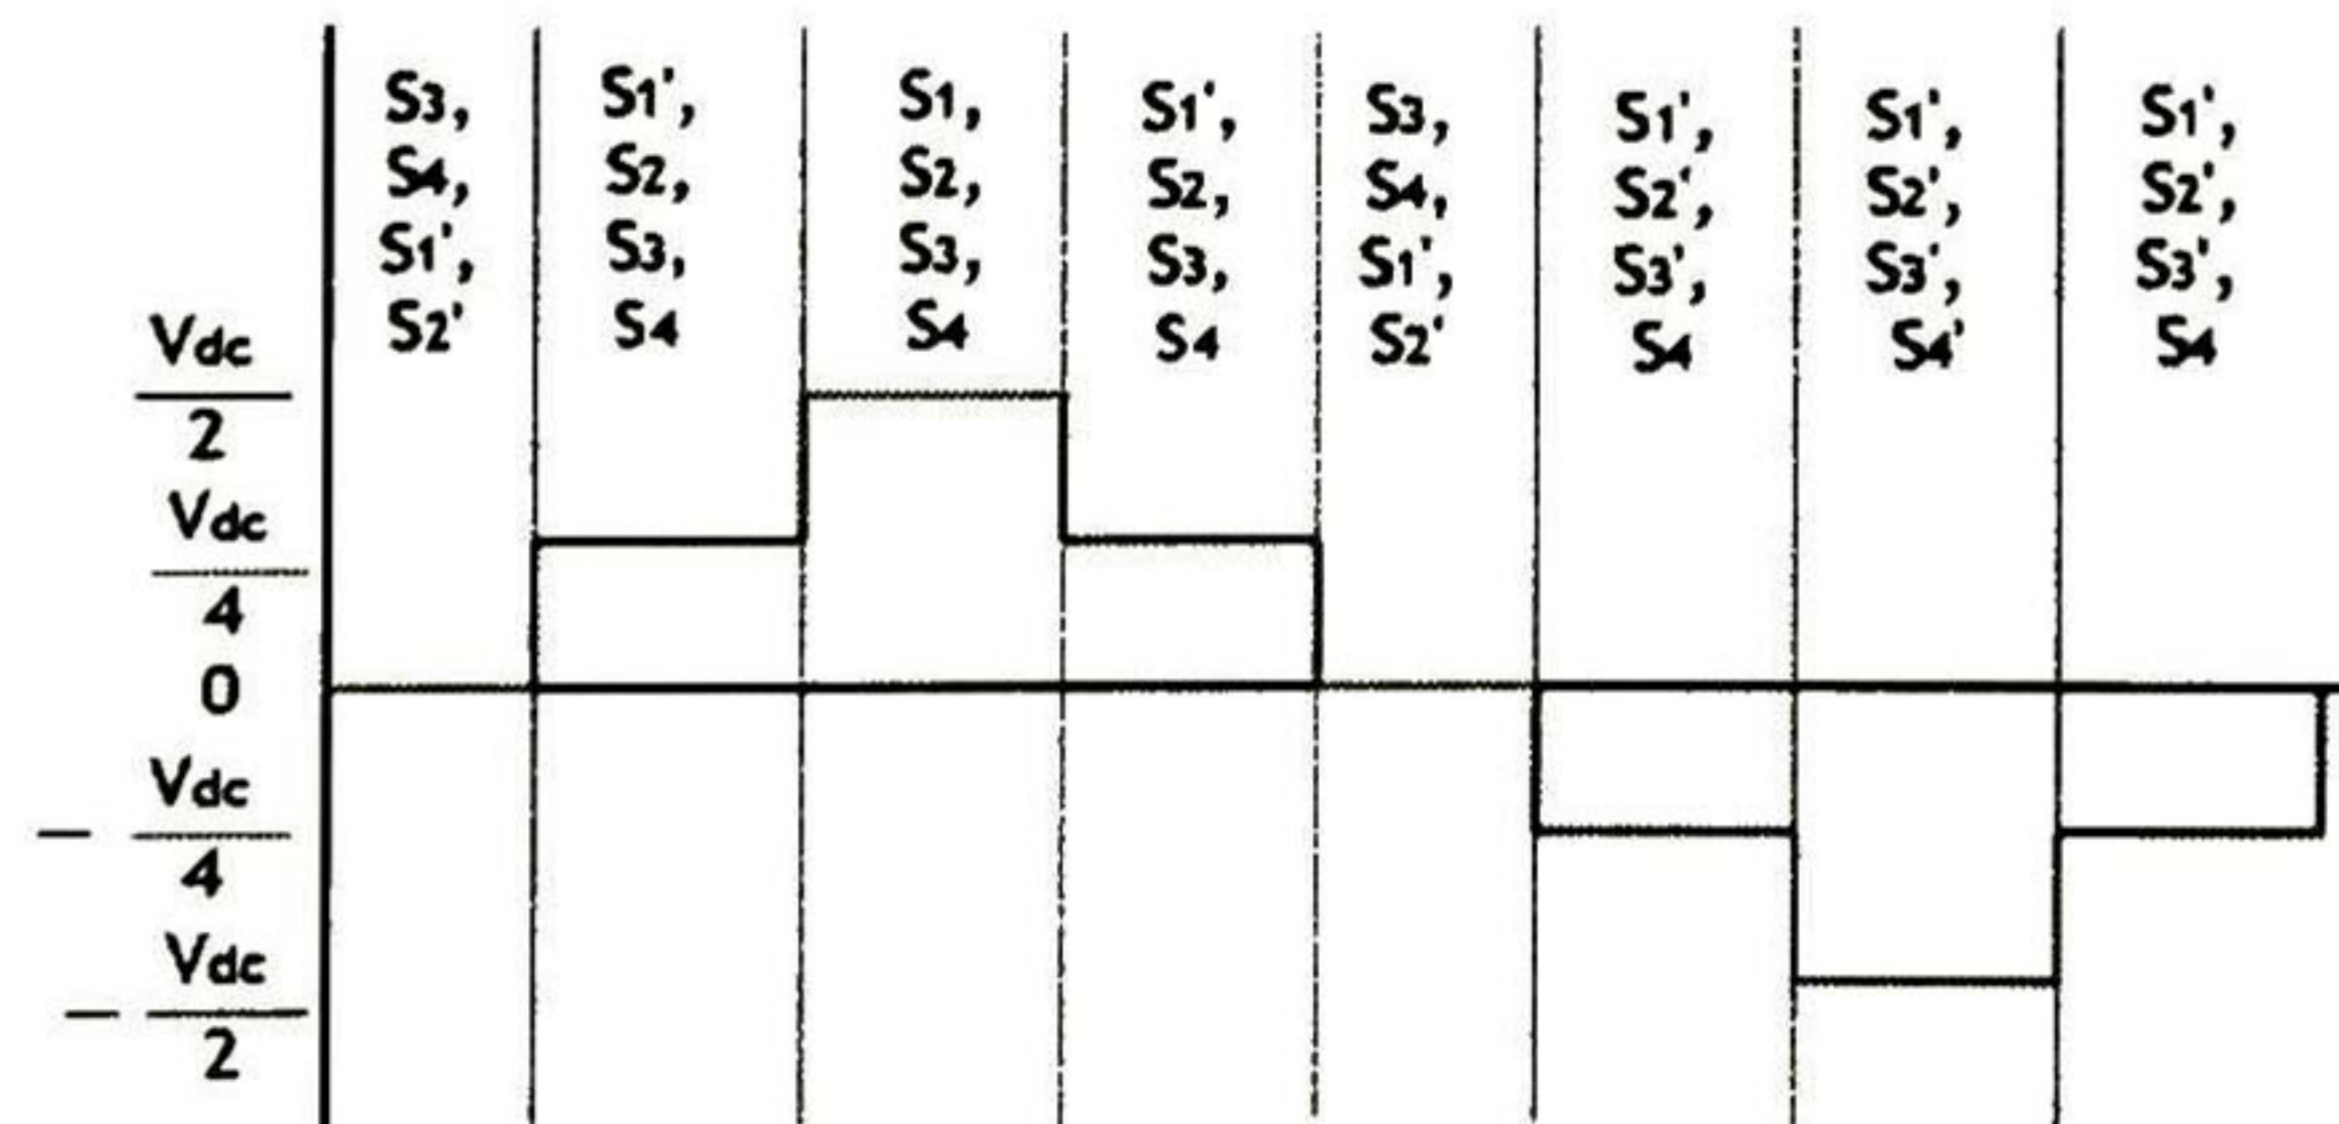 S3,
S4,
S1',
S2'
S1',
S2,
S3,
S4
S1,
S2,
S3,
S4
S1',
S2,
S3,
S4
S3,
S4,
S1',
S2'
S1',
S2',
S3',
S4
S1',
S2',
S3',
S4'
S1',
S2',
S3',
S4
Vdc
2
Vdc
4
0
Vdc
— 
4
Vdc
— 
2